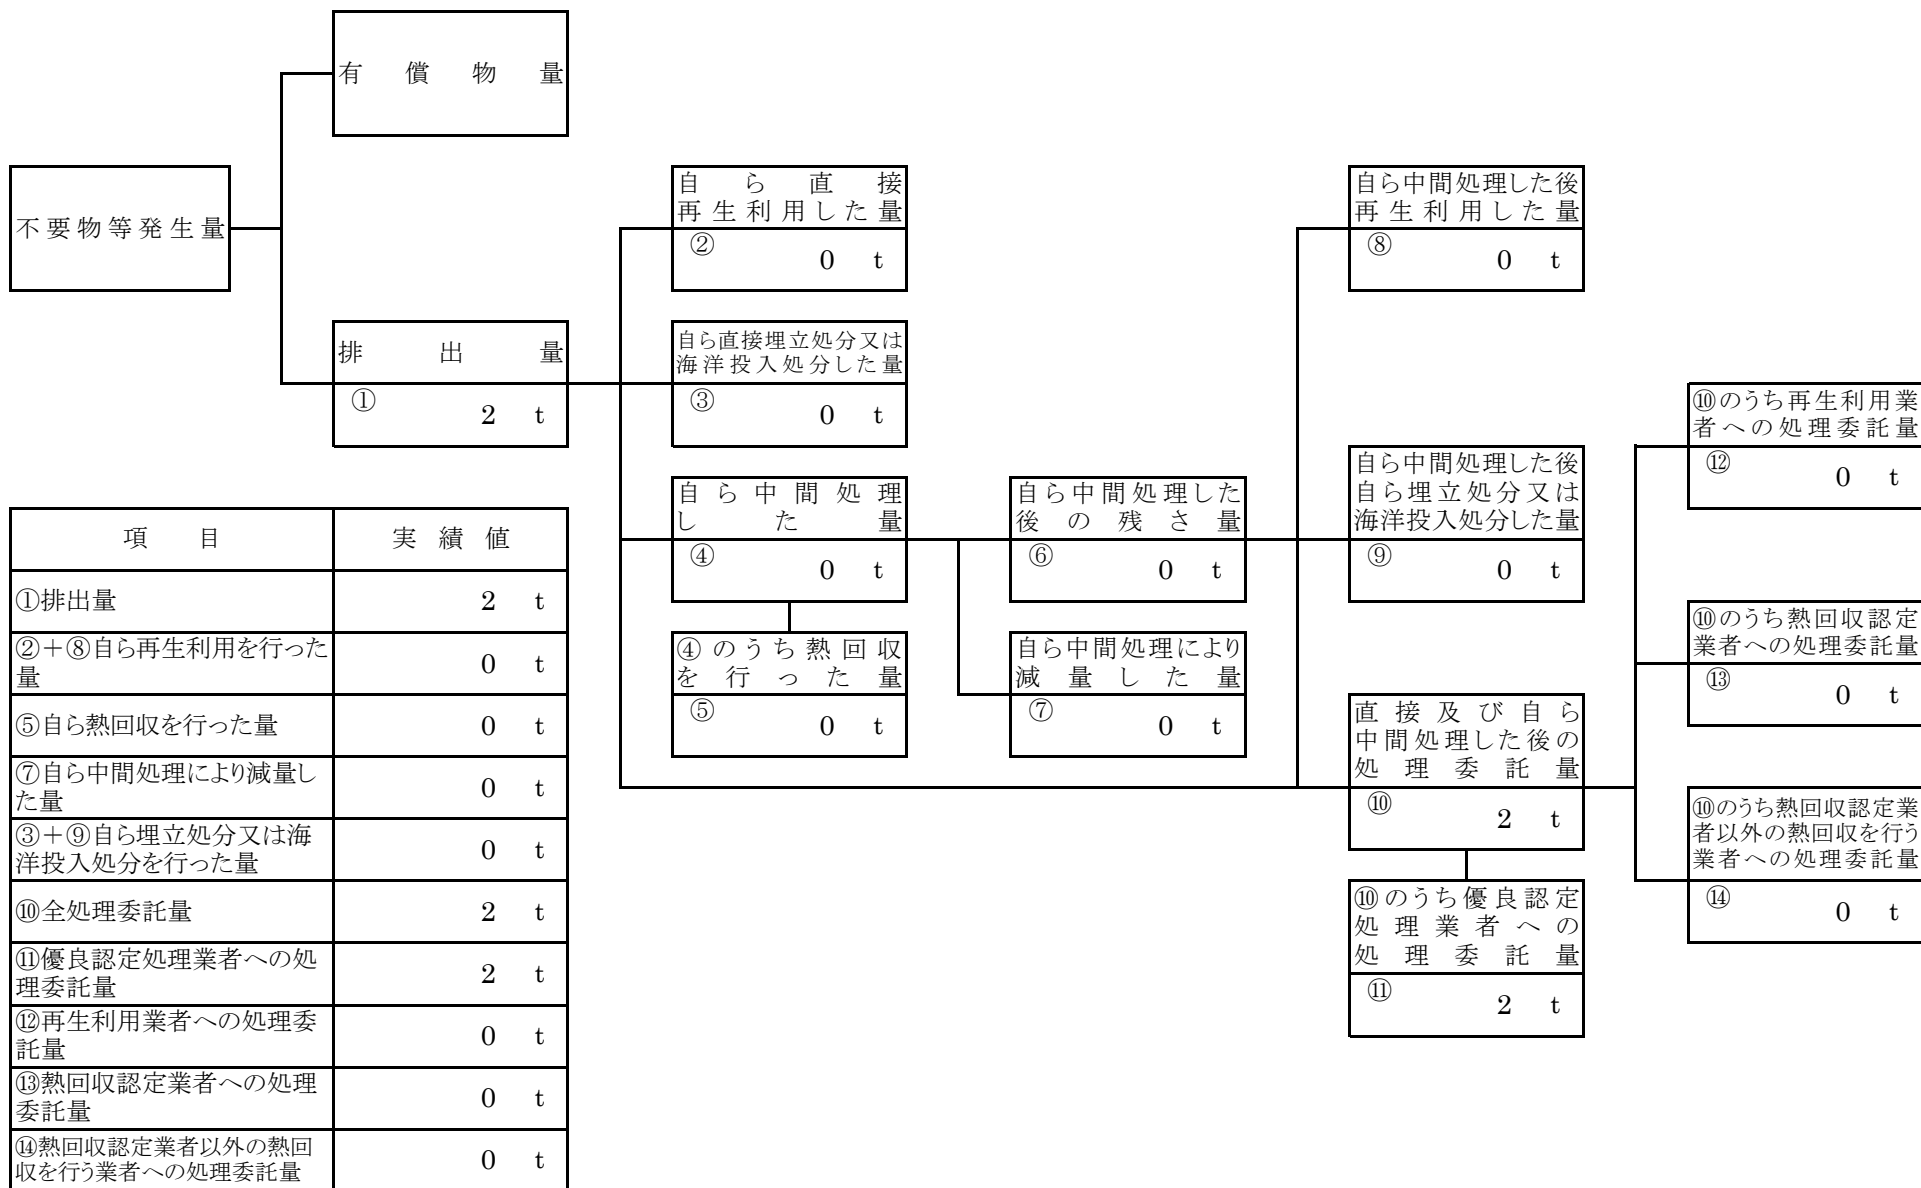 有償物量
不要物等発生量
排出量
① 2 t
自ら直接
再生利用した量
② 0 t
自ら直接埋立処分又は
海洋投入処分した量
③ 0 t
自ら中間処理
した量
④ 0 t
④のうち熱回収
を行った量
⑤ 0 t
自ら中間処理した
後の残さ量
⑥ 0 t
自ら中間処理により
減量した量
⑦ 0 t
自ら中間処理した後
再生利用した量
⑧ 0 t
自ら中間処理した後
自ら埋立処分又は
海洋投入処分した量
⑨ 0 t
直接及び自ら
中間処理した後の
処理委託量
⑩ 2 t
⑩のうち優良認定
処理業者への
処理委託量
⑪ 2 t
⑩のうち再生利用業
者への処理委託量
⑫ 0 t
⑩のうち熱回収認定
業者への処理委託量
⑬ 0 t
⑩のうち熱回収認定業
者以外の熱回収を行う
業者への処理委託量
⑭ 0 t
項目 実績値
①排出量 2 t
②+⑧自ら再生利用を行った
量 0 t
⑤自ら熱回収を行った量 0 t
⑦自ら中間処理により減量し
た量 0 t
③+⑨自ら埋立処分又は海
洋投入処分を行った量 0 t
⑩全処理委託量 2 t
⑪優良認定処理業者への処
理委託量 2 t
⑫再生利用業者への処理委
託量 0 t
⑬熱回収認定業者への処理
委託量 0 t
⑭熱回収認定業者以外の熱回
収を行う業者への処理委託量 0 t